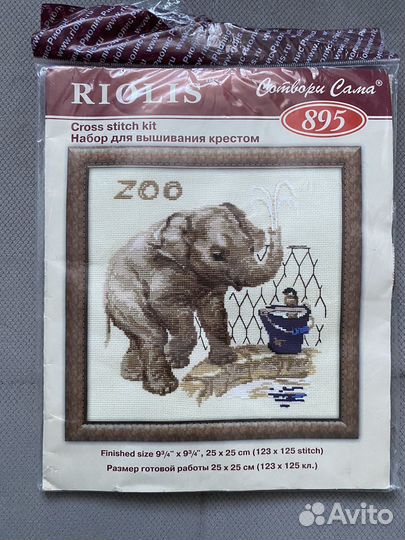 RIOLIS
Сотвори Сама®
Cross stitch kit
Набор для вышивания крестом
895
ZOO
Finished size 9¾" x 9¾", 25 x 25 cm (123 x 125 stitch)
Размер готовой работы 25 x 25 см (123 x 125 кл.)
Avito